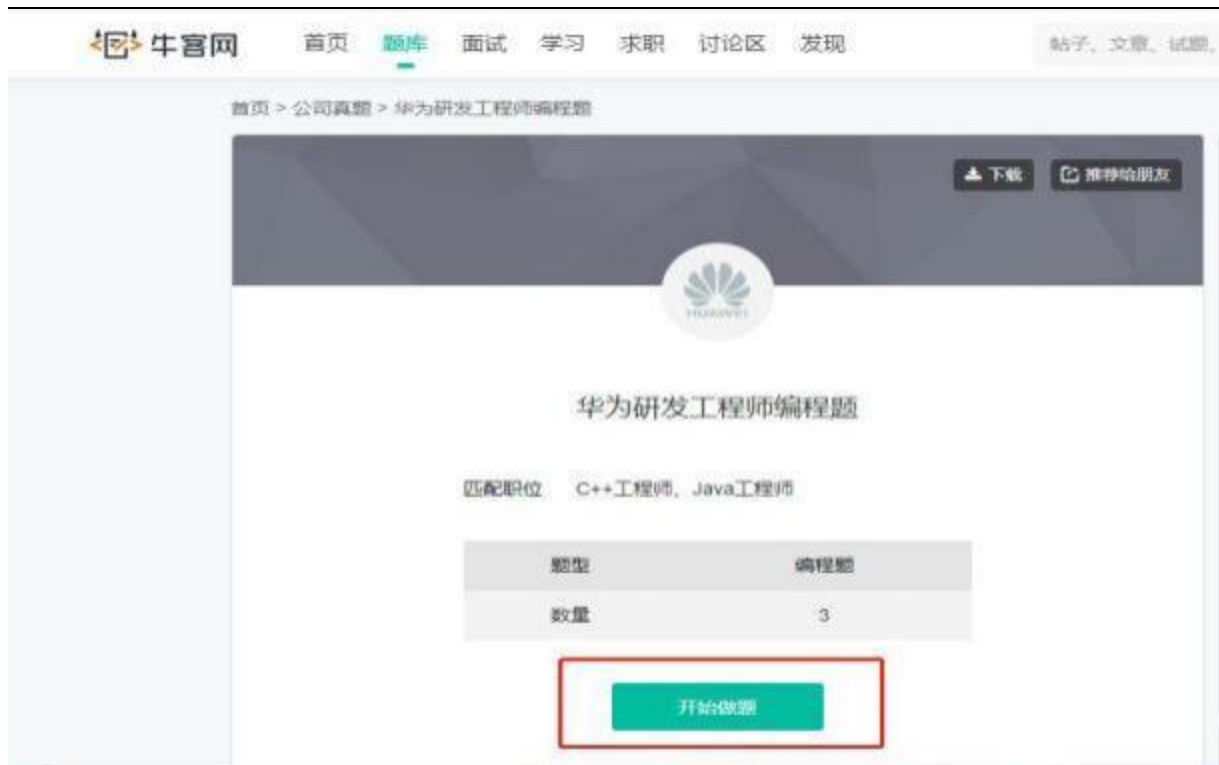 牛客网 首页 题库 面试 学习 求职 讨论区 发现 帖子、文章、试题、
首页 > 公司真题 > 华为研发工程师编程题
下载 推荐给朋友
HUAWEI
华为研发工程师编程题
匹配职位 C++工程师、Java工程师
题型 编程题
数量 3
开始做题